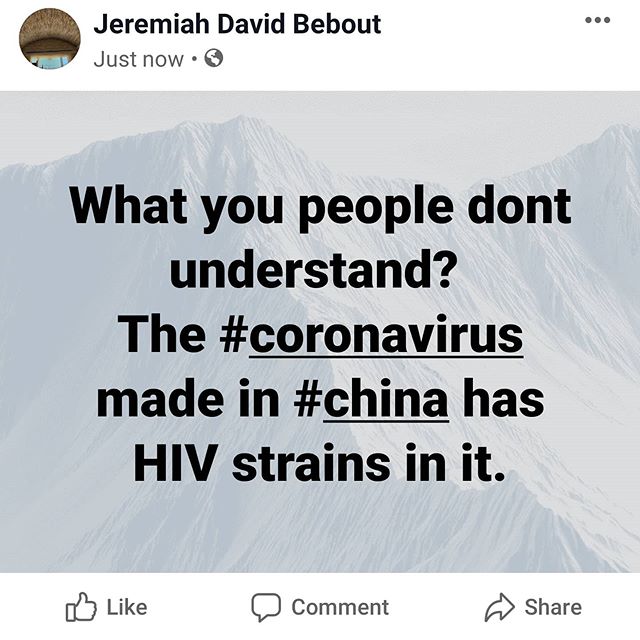 Jeremiah David Bebout
Just now •
What you people dont
understand?
The #coronavirus
made in #china has
HIV strains in it.
Like
Comment
Share